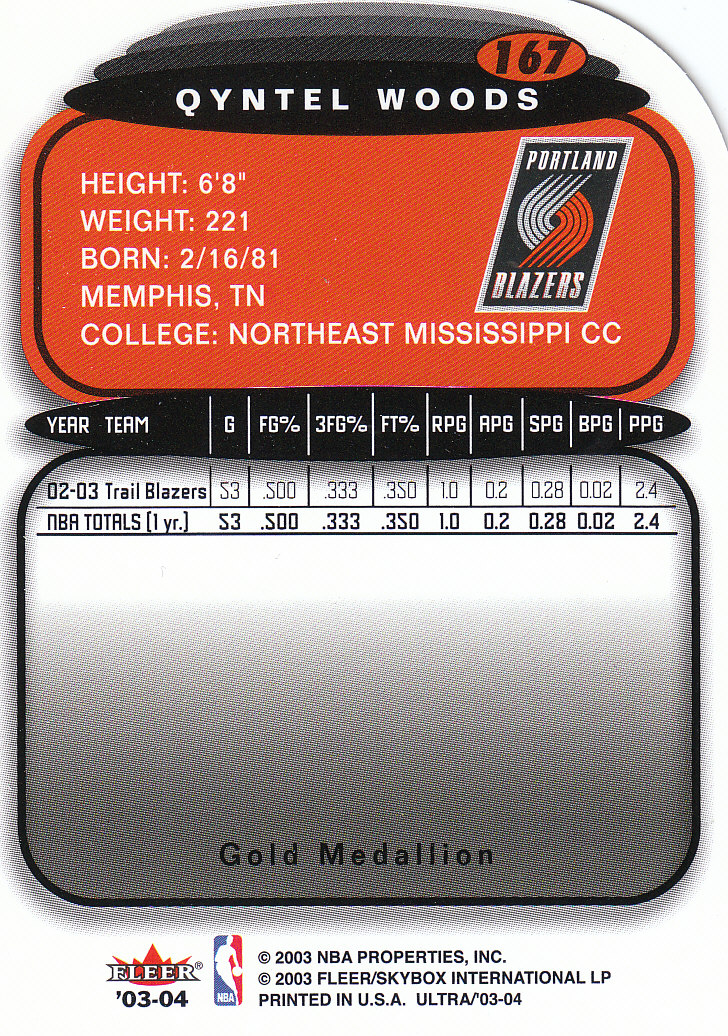 167
QYNTEL WOODS
PORTLAND
BLAZERS
HEIGHT: 6'8"
WEIGHT: 221
BORN: 2/16/81
MEMPHIS, TN
COLLEGE: NORTHEAST MISSISSIPPI CC
YEAR TEAM G FG% 3FG% FT% RPG APG SPG BPG PPG
02-03 Trail Blazers 53 .500 .333 .350 1.0 0.2 0.28 0.02 2.4
NBA TOTALS (1 yr.) 53 .500 .333 .350 1.0 0.2 0.28 0.02 2.4
Gold Medallion
FLEER®
'03-04
NBA
© 2003 NBA PROPERTIES, INC.
© 2003 FLEER/SKYBOX INTERNATIONAL LP
PRINTED IN U.S.A. ULTRA/'03-04